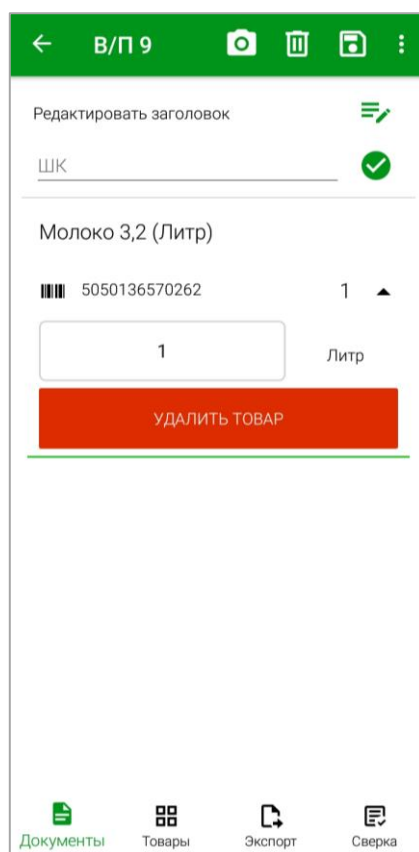 В/П 9
Редактировать заголовок
ШК
Молоко 3,2 (Литр)
5050136570262 1
1 Литр
УДАЛИТЬ ТОВАР
Документы Товары Экспорт Сверка